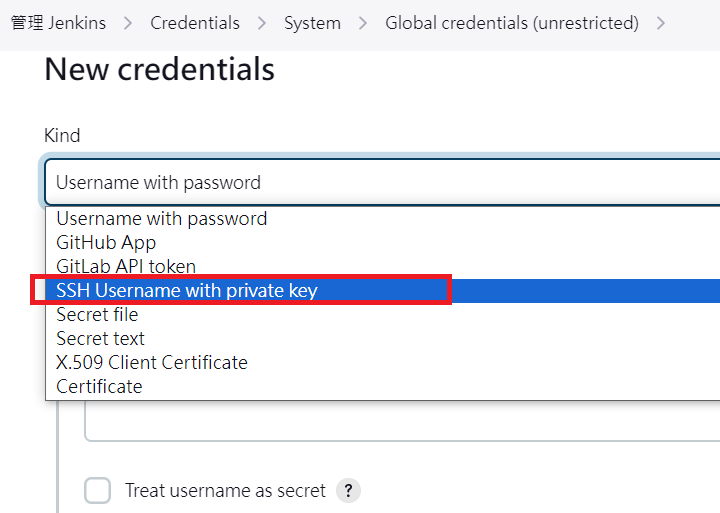 管理 Jenkins > Credentials > System > Global credentials (unrestricted) >
New credentials
Kind
Username with password
Username with password
GitHub App
GitLab API token
SSH Username with private key
Secret file
Secret text
X.509 Client Certificate
Certificate
Treat username as secret ?